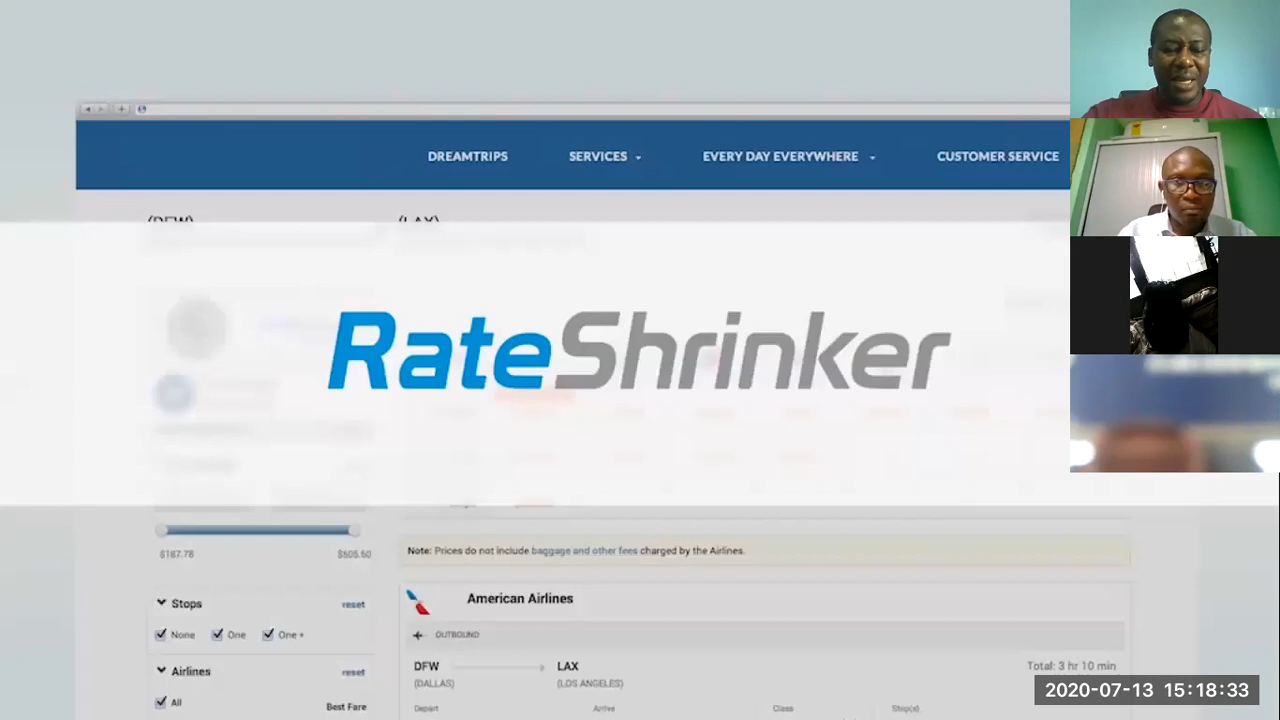 DREAMTRIPS SERVICES EVERY DAY EVERYWHERE CUSTOMER SERVICE
(DFW) (LAX)
RateShrinker
$187.78 $505.60
Note: Prices do not include baggage and other fees charged by the Airlines.
Stops reset
None One One +
American Airlines
OUTBOUND
DFW LAX Total: 3 hr 10 min
(DALLAS) (LOS ANGELES)
Airlines reset
All Best Fare
Depart Arrive Class Stop(s)
2020-07-13 15:18:33